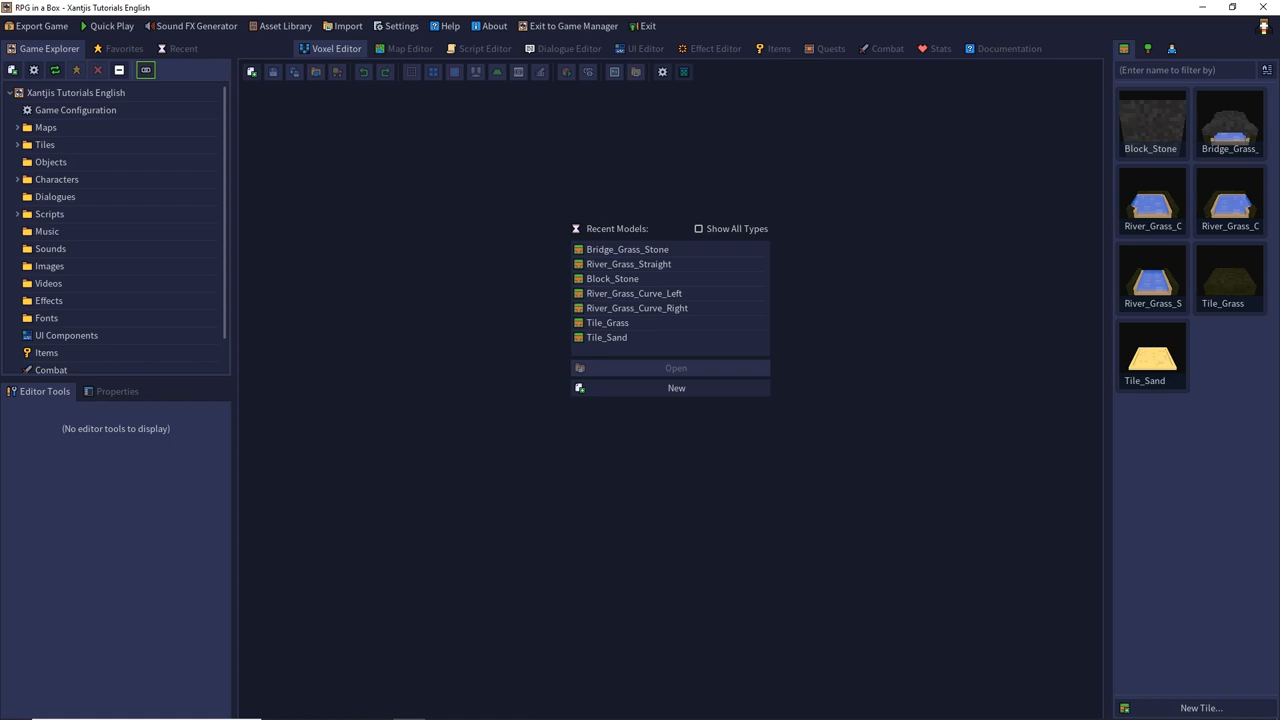 RPG in a Box - Xantjis Tutorials English
Export Game Quick Play Sound FX Generator Asset Library Import Settings Help About Exit to Game Manager Exit
Game Explorer Favorites Recent Voxel Editor Map Editor Script Editor Dialogue Editor UI Editor Effect Editor Items Quests Combat Stats Documentation
(Enter name to filter by)
Xantjis Tutorials English
Game Configuration
Maps
Tiles
Objects
Characters
Dialogues
Scripts
Music
Sounds
Images
Videos
Effects
Fonts
UI Components
Items
Combat
Editor Tools Properties
(No editor tools to display)
Recent Models: Show All Types
Bridge_Grass_Stone
River_Grass_Straight
Block_Stone
River_Grass_Curve_Left
River_Grass_Curve_Right
Tile_Grass
Tile_Sand
Open
New
Block_Stone Bridge_Grass_
River_Grass_C River_Grass_C
River_Grass_S Tile_Grass
Tile_Sand
New Tile...